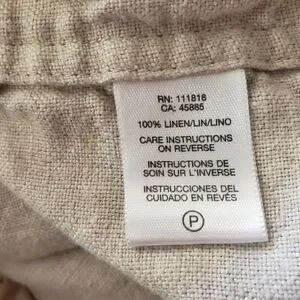 RN: 111818
CA: 45885
100% LINEN/LIN/LINO
CARE INSTRUCTIONS
ON REVERSE
INSTRUCTIONS DE
SOIN SUR L'INVERSE
INSTRUCCIONES DEL
CUIDADO EN REVÉS
P